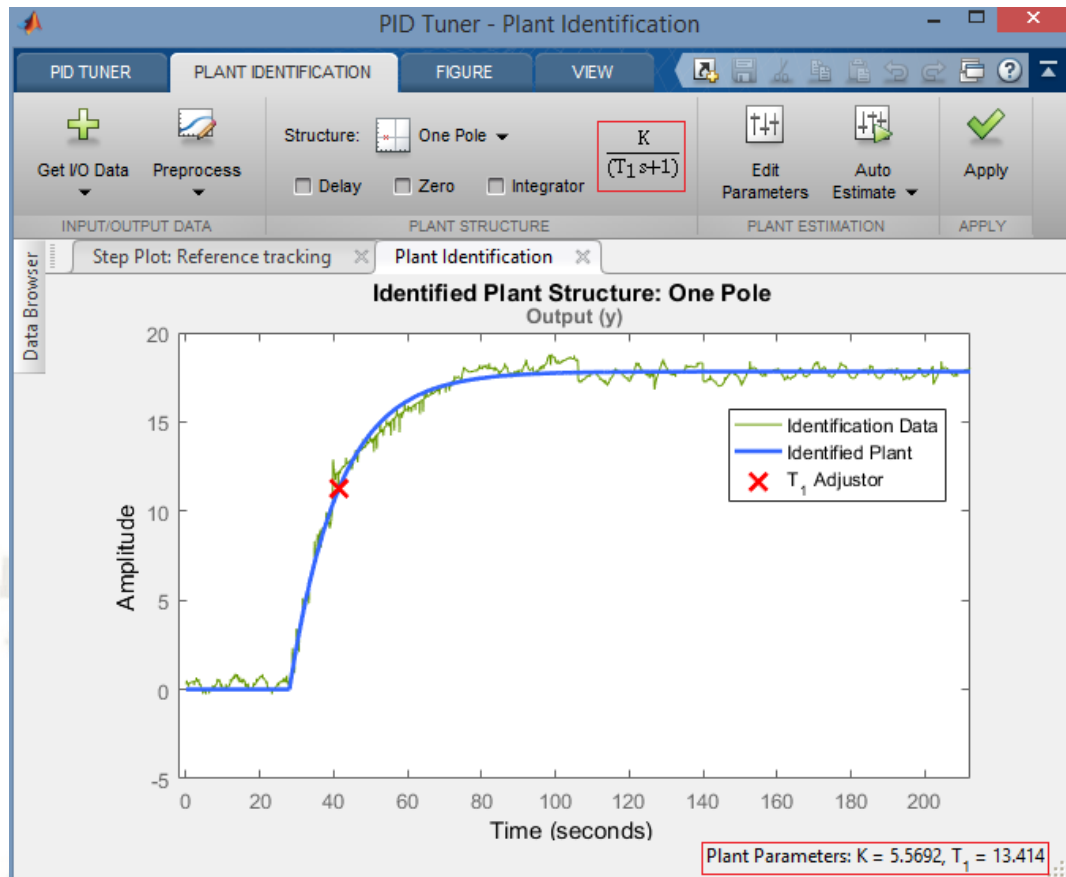 PID Tuner - Plant Identification
PID TUNER PLANT IDENTIFICATION FIGURE VIEW
Structure: One Pole
K
(T₁s+1)
Get I/O Data Preprocess Edit Parameters Auto Estimate Apply
Delay Zero Integrator
INPUT/OUTPUT DATA PLANT STRUCTURE PLANT ESTIMATION APPLY
Data Browser
Step Plot: Reference tracking Plant Identification
Identified Plant Structure: One Pole
Output (y)
Amplitude
20
15
10
5
0
-5
Identification Data
Identified Plant
T₁ Adjustor
0 20 40 60 80 100 120 140 160 180 200
Time (seconds)
Plant Parameters: K = 5.5692, T₁ = 13.414